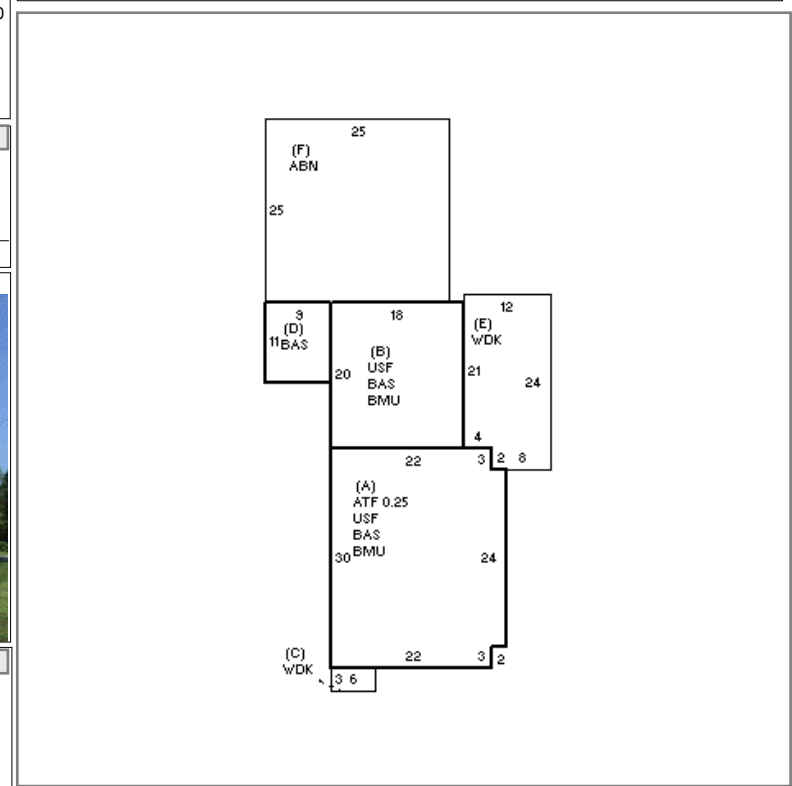 25
(F)
ABN
25
9
(D)
11 BAS
18
(B)
USF
BAS
BMU
20
12
(E)
WDK
21
24
4
22
3
2 8
(A)
ATF 0.25
USF
BAS
BMU
30
24
22
3
2
(C)
WDK
3 6